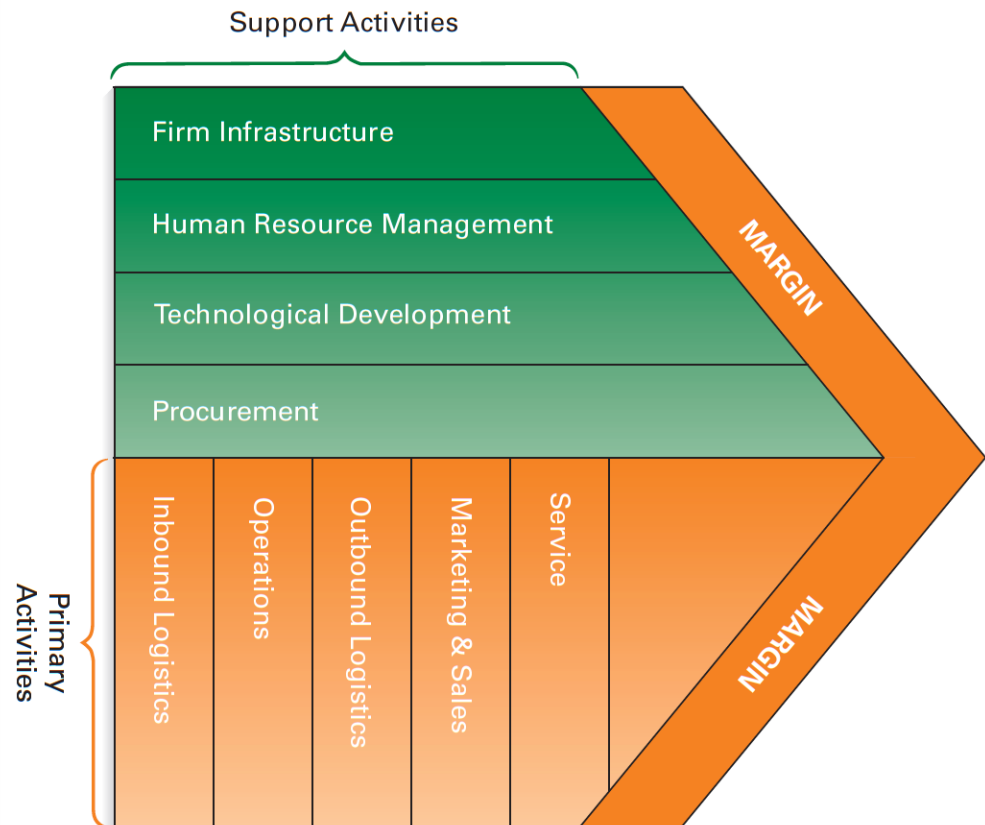 Support Activities
Firm Infrastructure
Human Resource Management
Technological Development
Procurement
MARGIN
Primary
Activities
Inbound Logistics
Operations
Outbound Logistics
Marketing & Sales
Service
MARGIN